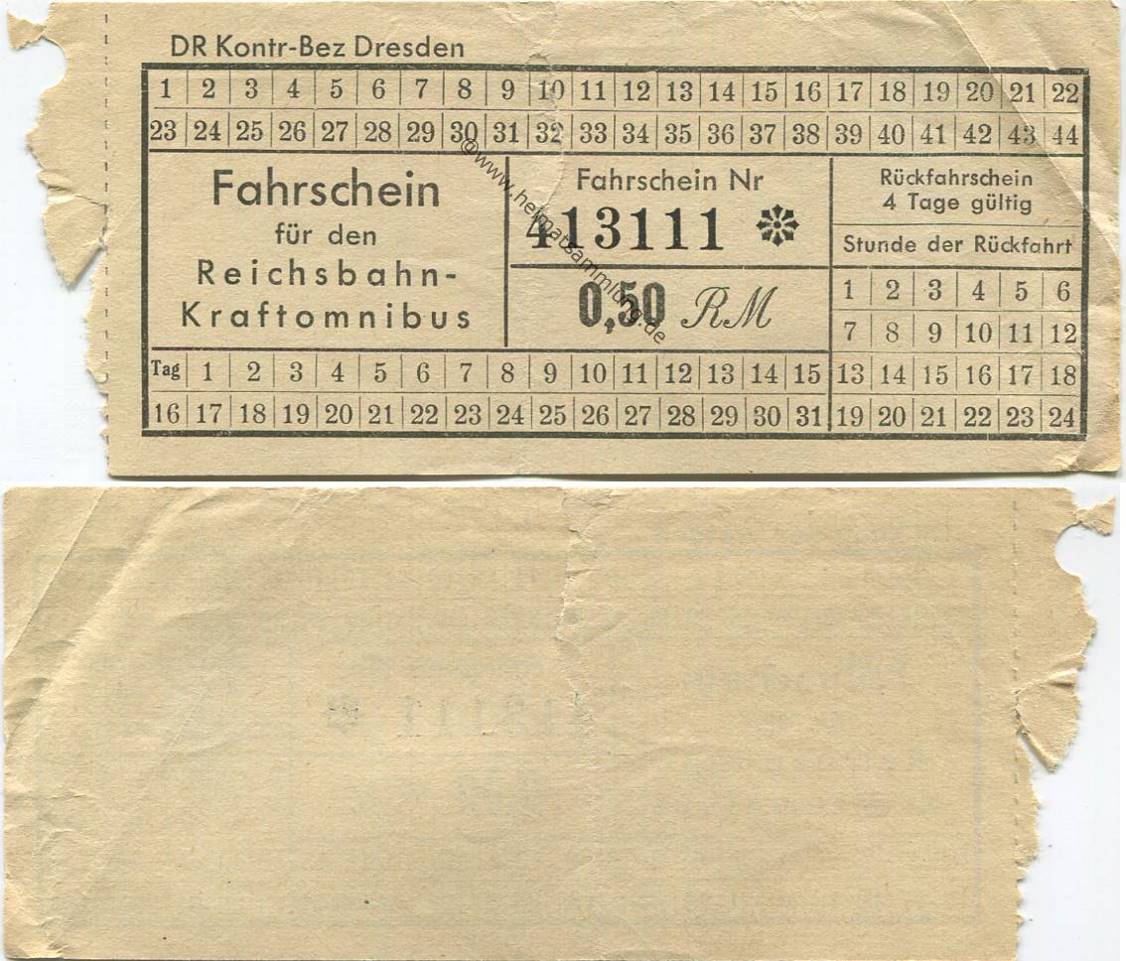 DR Kontr-Bez Dresden
1 2 3 4 5 6 7 8 9 10 11 12 13 14 15 16 17 18 19 20 21 22
23 24 25 26 27 28 29 30 31 32 33 34 35 36 37 38 39 40 41 42 43 44
Fahrschein
für den
Reichsbahn-
Kraftomnibus
Fahrschein Nr
413111
0,50 RM
Rückfahrschein
4 Tage gültig
Stunde der Rückfahrt
1 2 3 4 5 6
7 8 9 10 11 12
Tag 1 2 3 4 5 6 7 8 9 10 11 12 13 14 15 13 14 15 16 17 18
16 17 18 19 20 21 22 23 24 25 26 27 28 29 30 31 19 20 21 22 23 24
@www.heimatsammlung.de